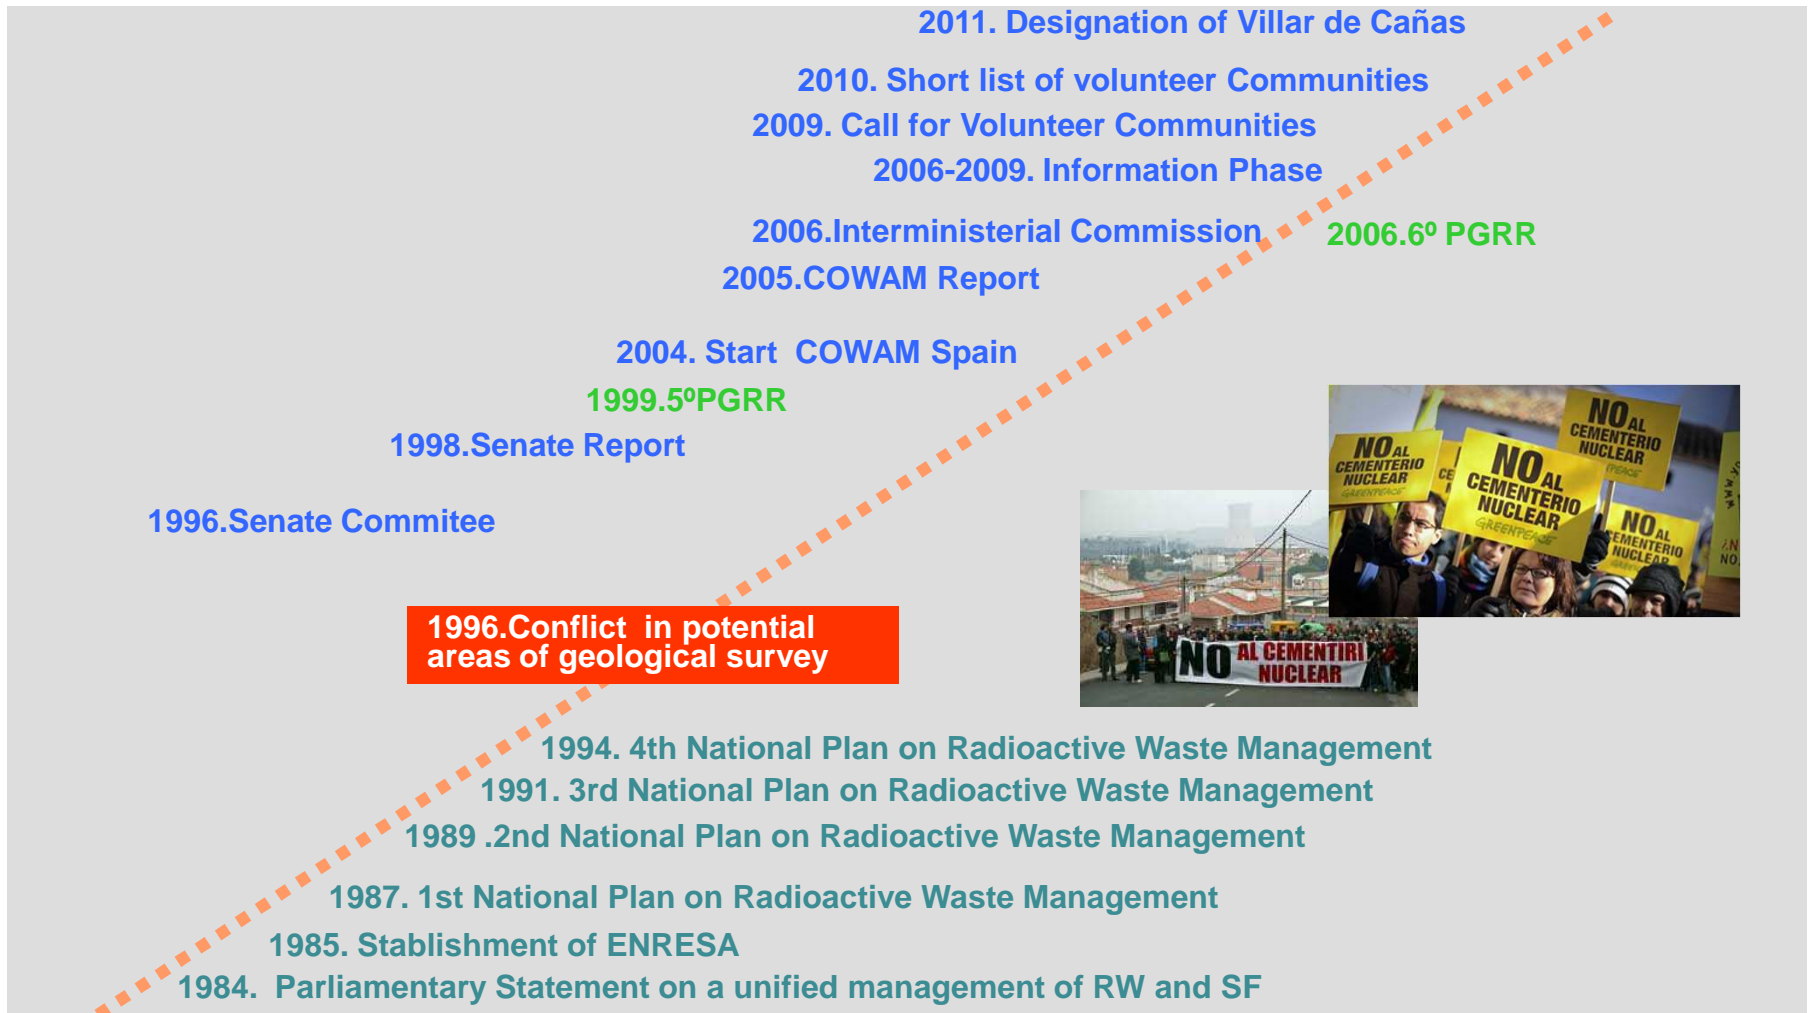 2011. Designation of Villar de Cañas
2010. Short list of volunteer Communities
2009. Call for Volunteer Communities
2006-2009. Information Phase
2006.Interministerial Commission
2006.6º PGRR
2005.COWAM Report
2004. Start COWAM Spain
1999.5ºPGRR
1998.Senate Report
1996.Senate Commitee
1996.Conflict in potential
areas of geological survey
NO AL
CEMENTERIO
NUCLEAR
GREENPEACE
NO AL
CEMENTERIO
NUCLEAR
GREENPEACE
NO AL
CEMENTERIO
NUCLEAR
NO AL
CEMENTERIO
NUCLEAR
GREENPEACE
NO AL CEMENTIRI
NUCLEAR
1994. 4th National Plan on Radioactive Waste Management
1991. 3rd National Plan on Radioactive Waste Management
1989 .2nd National Plan on Radioactive Waste Management
1987. 1st National Plan on Radioactive Waste Management
1985. Stablishment of ENRESA
1984. Parliamentary Statement on a unified management of RW and SF